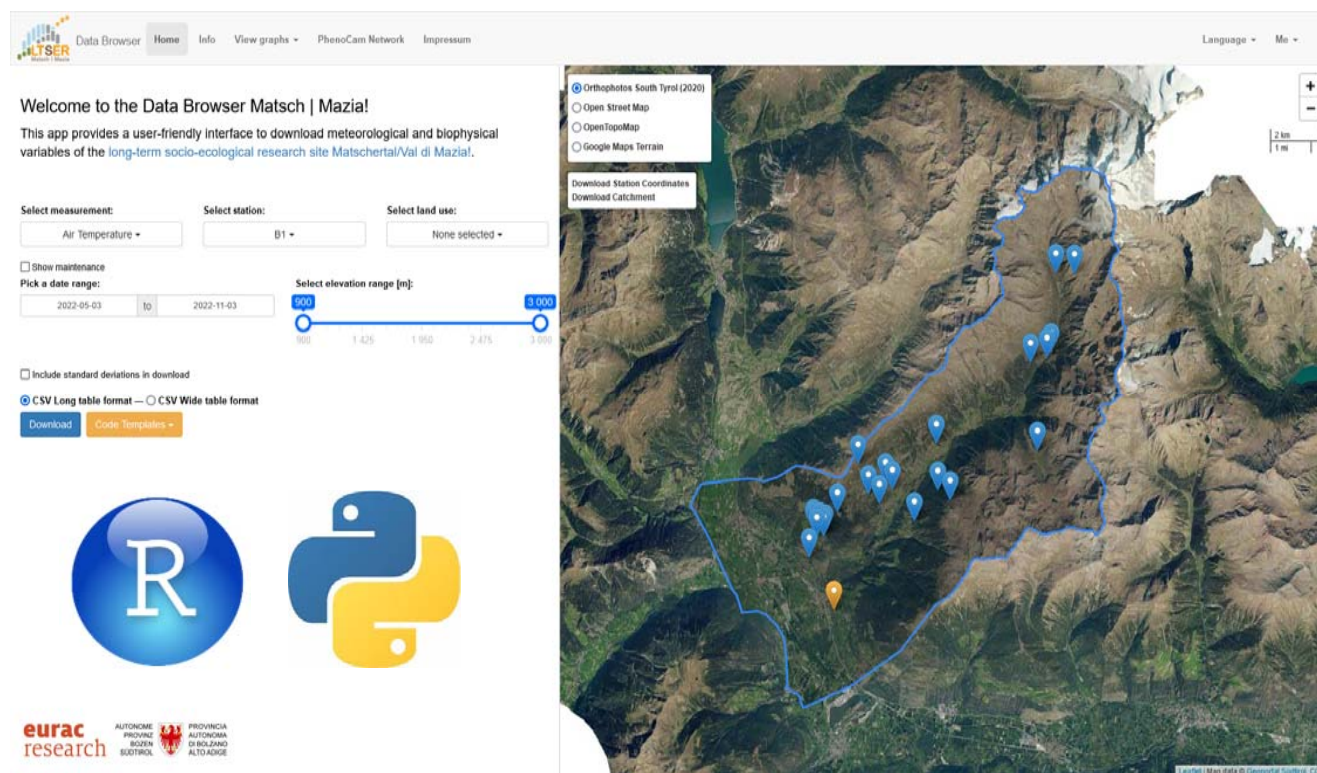 LTSER
Matsch | Mazia
Data Browser Home Info View graphs PhenoCam Network Impressum Language Me
Welcome to the Data Browser Matsch | Mazia!
This app provides a user-friendly interface to download meteorological and biophysical
variables of the long-term socio-ecological research site Matschertal/Val di Mazia!.
Select measurement: Select station: Select land use:
Air Temperature B1 None selected
Show maintenance
Pick a date range: Select elevation range [m]:
2022-05-03 to 2022-11-03
900 3 000
900 1 425 1 950 2 475 3 000
Include standard deviations in download
CSV Long table format — CSV Wide table format
Download Code Templates
R
eurac
research
AUTONOME
PROVINZ
BOZEN
SÜDTIROL
PROVINCIA
AUTONOMA
DI BOLZANO
ALTO ADIGE
Orthophotos South Tyrol (2020)
Open Street Map
OpenTopoMap
Google Maps Terrain
Download Station Coordinates
Download Catchment
+
−
2 km
1 mi
Leaflet | Map data © Geoportal Südtirol,